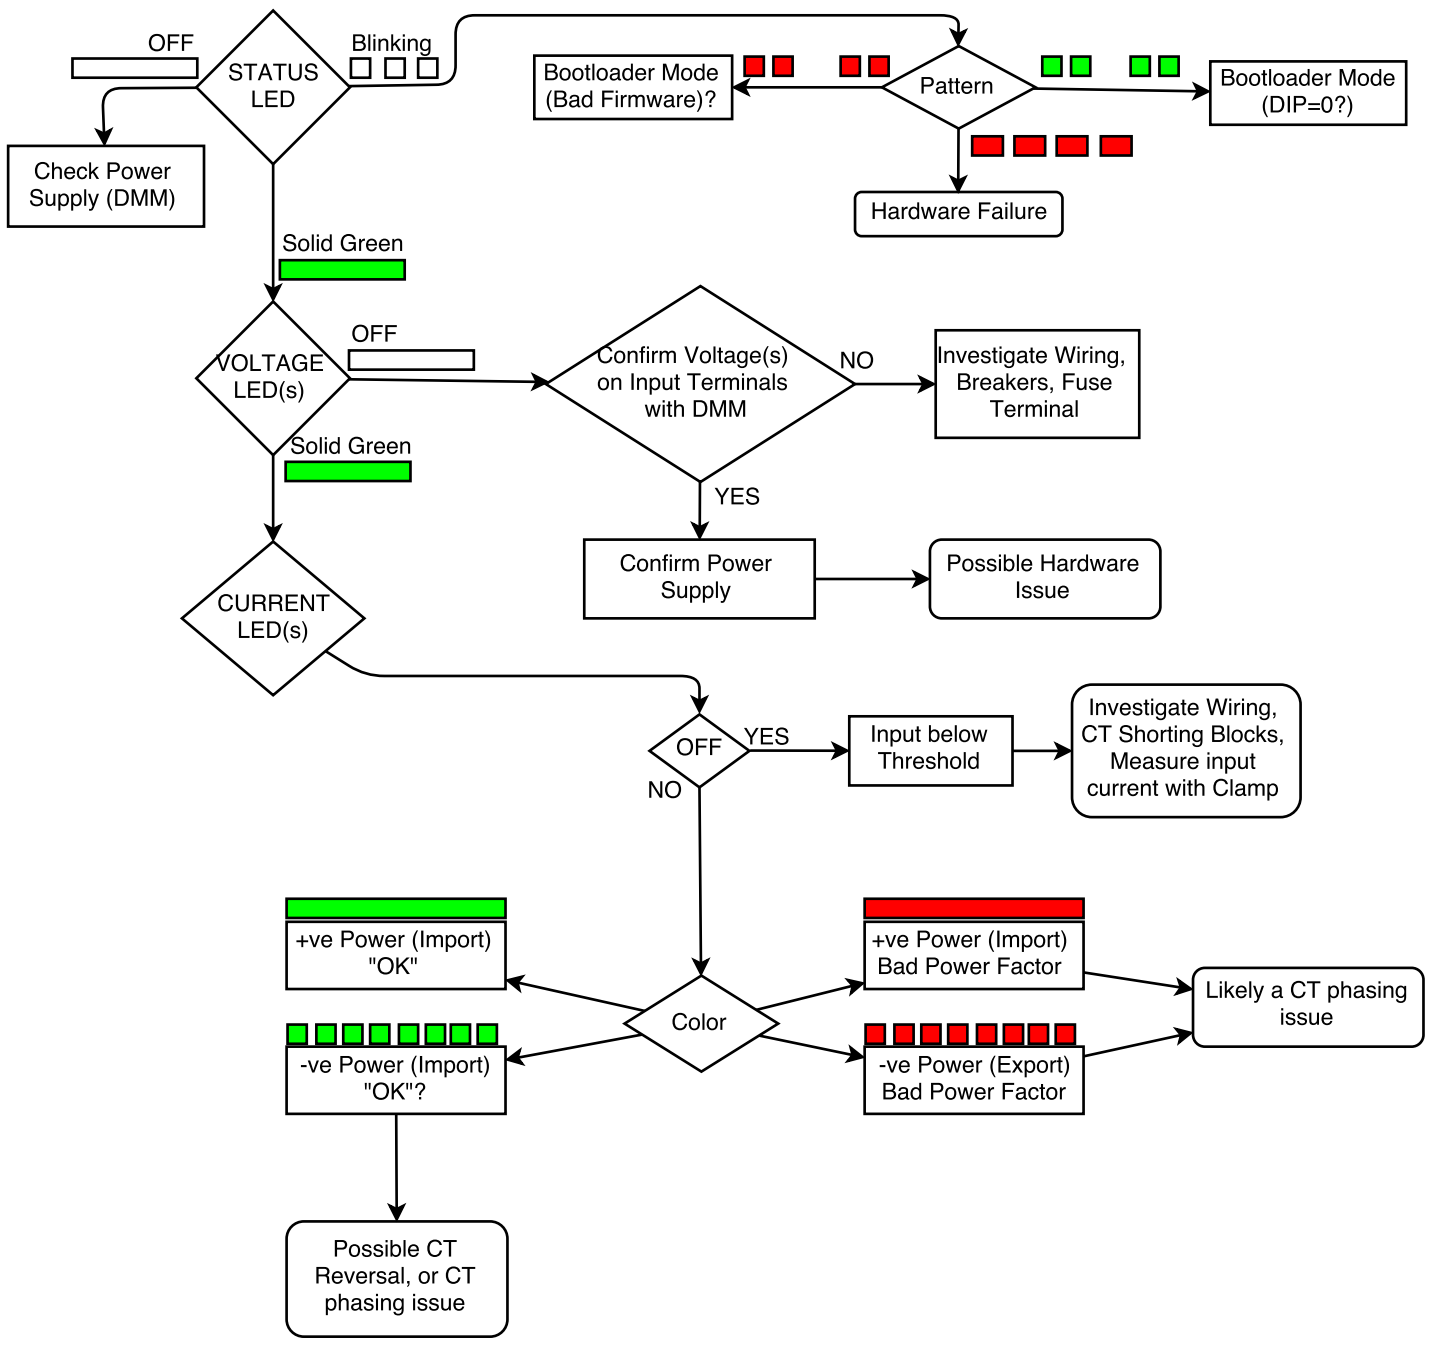 OFF
STATUS
LED
Blinking
Check Power
Supply (DMM)
Bootloader Mode
(Bad Firmware)?
Pattern
Bootloader Mode
(DIP=0?)
Hardware Failure
Solid Green
VOLTAGE
LED(s)
OFF
Confirm Voltage(s)
on Input Terminals
with DMM
NO
Investigate Wiring,
Breakers, Fuse
Terminal
Solid Green
YES
Confirm Power
Supply
Possible Hardware
Issue
CURRENT
LED(s)
OFF
YES
NO
Input below
Threshold
Investigate Wiring,
CT Shorting Blocks,
Measure input
current with Clamp
+ve Power (Import)
"OK"
+ve Power (Import)
Bad Power Factor
Color
Likely a CT phasing
issue
-ve Power (Import)
"OK"?
-ve Power (Export)
Bad Power Factor
Possible CT
Reversal, or CT
phasing issue